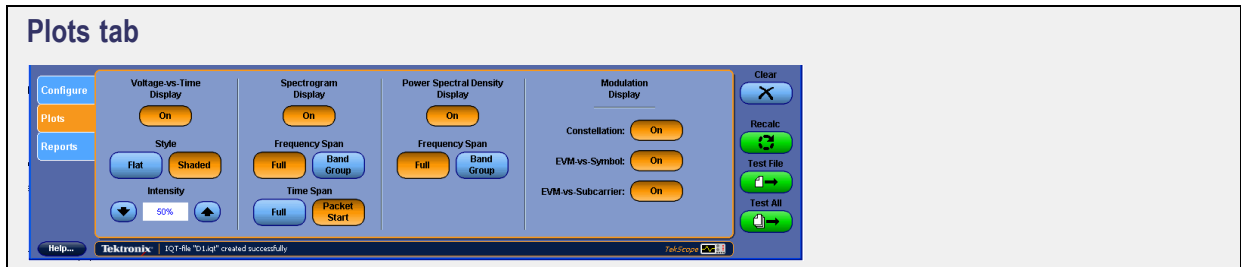 Plots tab
Configure
Plots
Reports
Voltage-vs-Time
Display
On
Style
Flat
Shaded
Intensity
50%
Spectrogram
Display
On
Frequency Span
Full
Band
Group
Time Span
Full
Packet
Start
Power Spectral Density
Display
On
Frequency Span
Full
Band
Group
Modulation
Display
Constellation: On
EVM-vs-Symbol: On
EVM-vs-Subcarrier: On
Clear
Recalc
Test File
Test All
Help...
Tektronix
IQT-file "D1.iqt" created successfully
TekScope